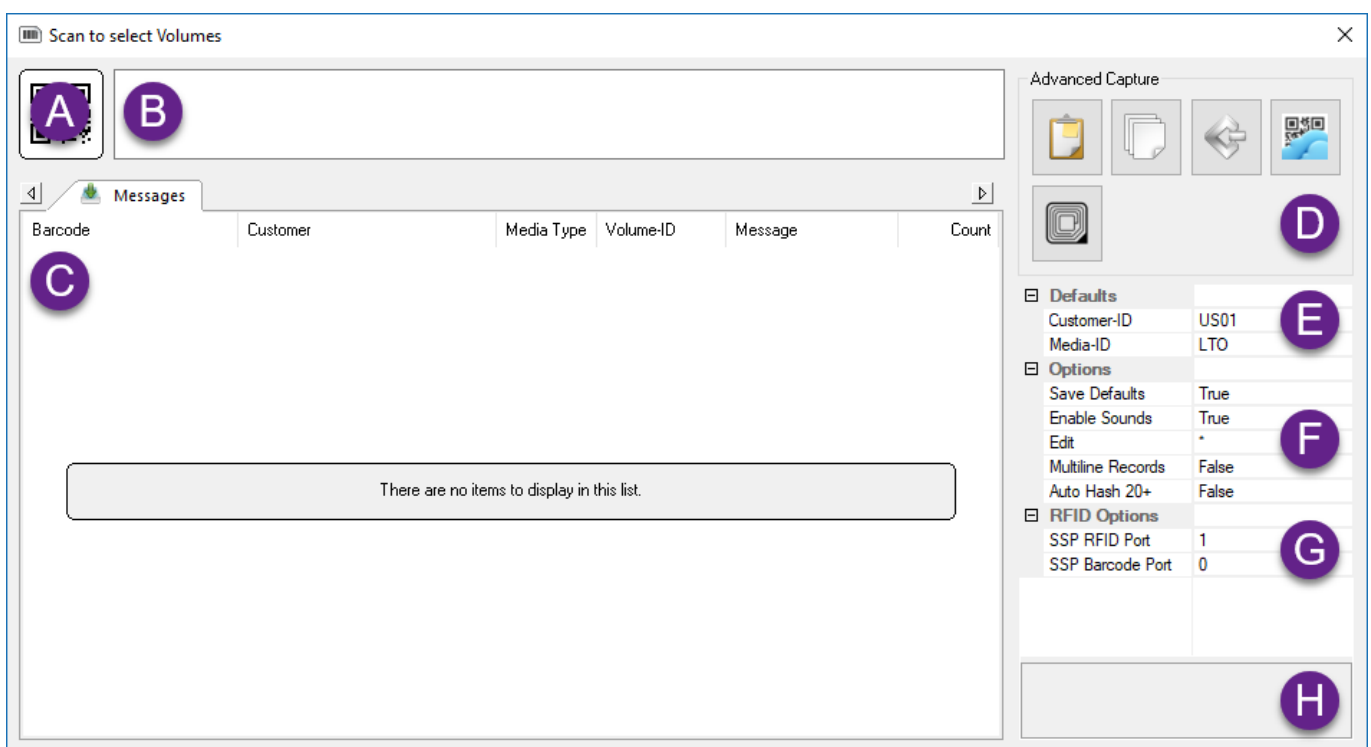 Scan to select Volumes
A
B
Advanced Capture
Messages
Barcode Customer Media Type Volume-ID Message Count
C
D
There are no items to display in this list.
Defaults
Customer-ID US01
Media-ID LTO
E
Options
Save Defaults True
Enable Sounds True
Edit *
Multiline Records False
Auto Hash 20+ False
F
RFID Options
SSP RFID Port 1
SSP Barcode Port 0
G
H